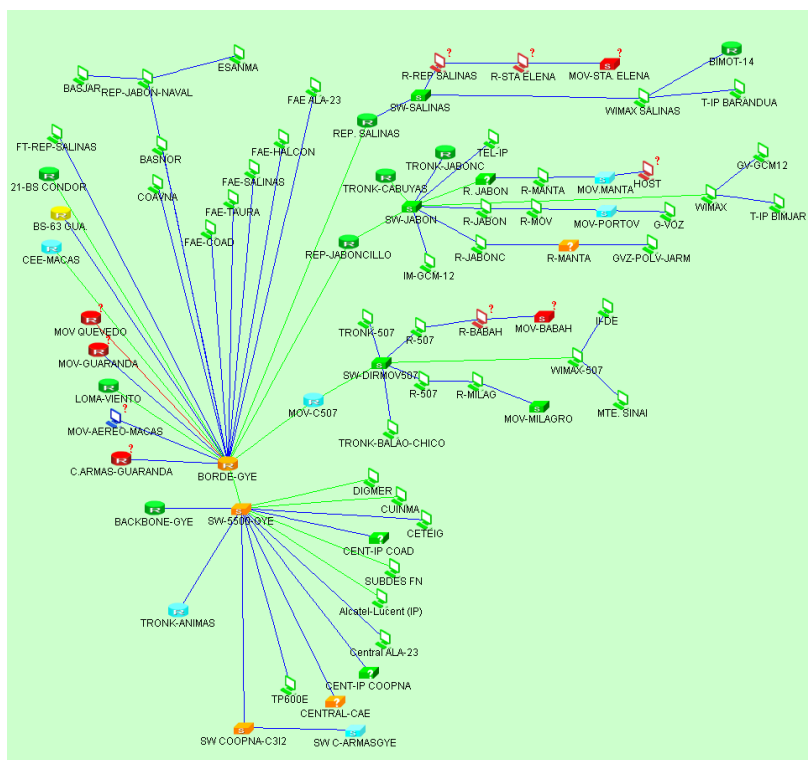 ESANMA
BASJAR
REP-JABON-NAVAL
R-REP SALINAS
R-STA ELENA
MOV-STA. ELENA
BIMOT-14
FAE ALA-23
SW-SALINAS
WIMAX SALINAS
T-IP BARANDUA
REP. SALINAS
FT-REP-SALINAS
BASNOR
FAE-HALCON
TRONK-JABONC
TEL-IP
GV-GCM12
21-BS CONDOR
COAVNA
FAE-SALINAS
TRONK-CABUYAS
R. JABON
R-MANTA
MOV.MANTA
HOST
WIMAX
T-IP BIMJAR
BS-63 GUA.
FAE-TAURA
SW-JABON
R-JABON
R-MOV
MOV-PORTOV
G-VOZ
CEE-MACAS
FAE-COAD
REP-JABONCILLO
IM-GCM-12
R-JABONC
R-MANTA
GVZ-POLV-JARM
MOV QUEVEDO
TRONK-507
R-507
R-BABAH
MOV-BABAH
II-DE
MOV-GUARANDA
SW-DIRMOV507
WIMAX-507
LOMA-VIENTO
MOV-C507
R-507
R-MILAG
MOV-MILAGRO
MTE. SINAI
MOV-AEREO-MACAS
TRONK-BALAO-CHICO
C.ARMAS-GUARANDA
BORDE-GYE
DIGMER
CUINMA
BACKBONE-GYE
SW-5500-GYE
CETEIG
CENT-IP COAD
SUBDES FN
Alcatel-Lucent (IP)
TRONK-ANIMAS
Central ALA-23
CENT-IP COOPNA
TP600E
CENTRAL-CAE
SW COOPNA-C3I2
SW C-ARMASGYE